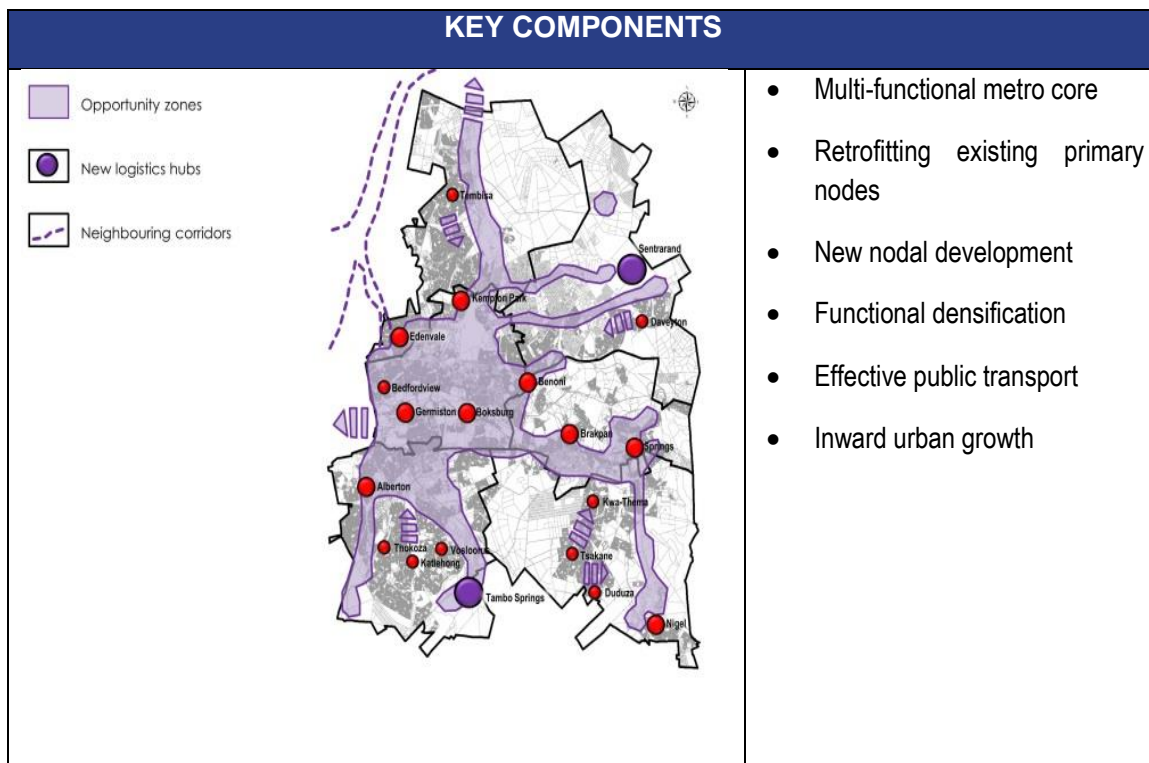 KEY COMPONENTS
Opportunity zones
New logistics hubs
Neighbouring corridors
Tembisa
Sentrarand
Kempton Park
Daveyton
Edenvale
Benoni
Bedfordview
Germiston
Boksburg
Brakpan
Springs
Alberton
Kwa-Thema
Thokoza
Vosloorus
Katlehong
Tsakane
Tambo Springs
Duduza
Nigel
• Multi-functional metro core
• Retrofitting existing primary
nodes
• New nodal development
• Functional densification
• Effective public transport
• Inward urban growth